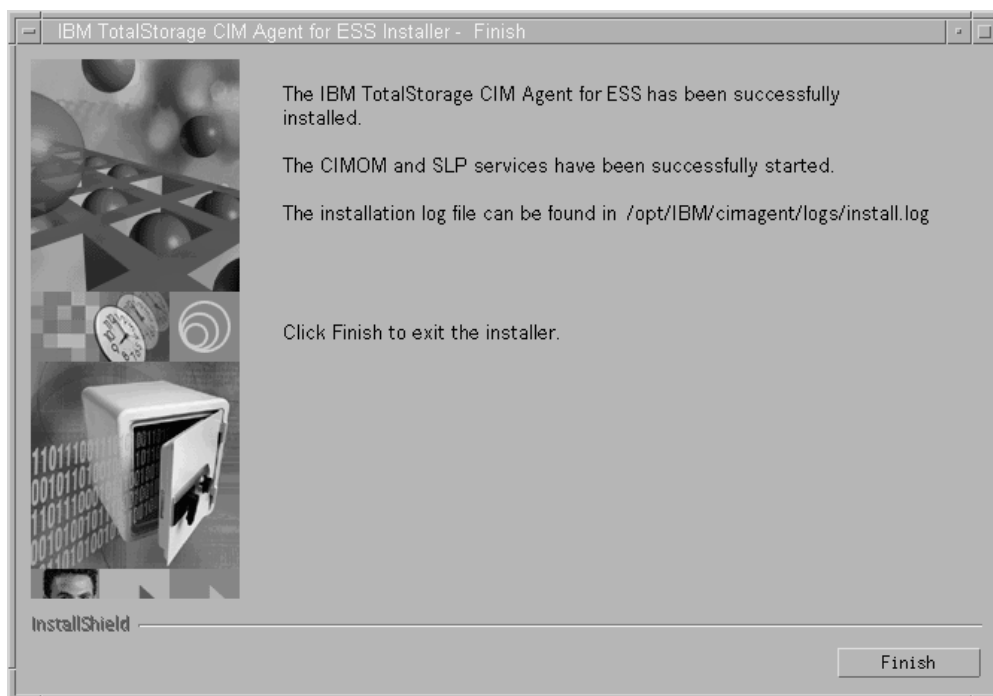 IBM TotalStorage CIM Agent for ESS Installer - Finish
The IBM TotalStorage CIM Agent for ESS has been successfully
installed.
The CIMOM and SLP services have been successfully started.
The installation log file can be found in /opt/IBM/cimagent/logs/install.log
Click Finish to exit the installer.
InstallShield
Finish